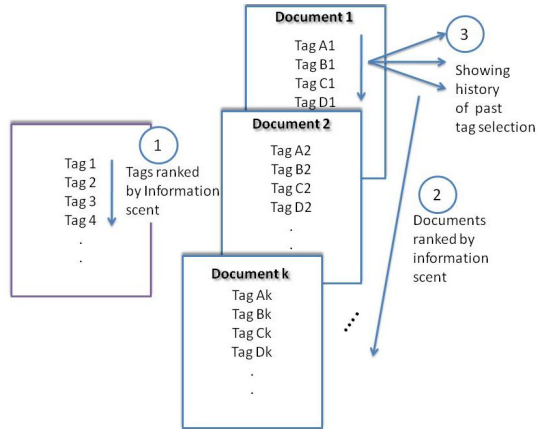 Document 1
Tag A1
Tag B1
Tag C1
Tag D1
3
Showing
history
of past
tag selection
Document 2
Tag A2
Tag B2
Tag C2
Tag D2
.
.
1
Tags ranked
by Information
scent
Tag 1
Tag 2
Tag 3
Tag 4
.
.
2
Documents
ranked by
information
scent
Document k
Tag Ak
Tag Bk
Tag Ck
Tag Dk
.
.
....